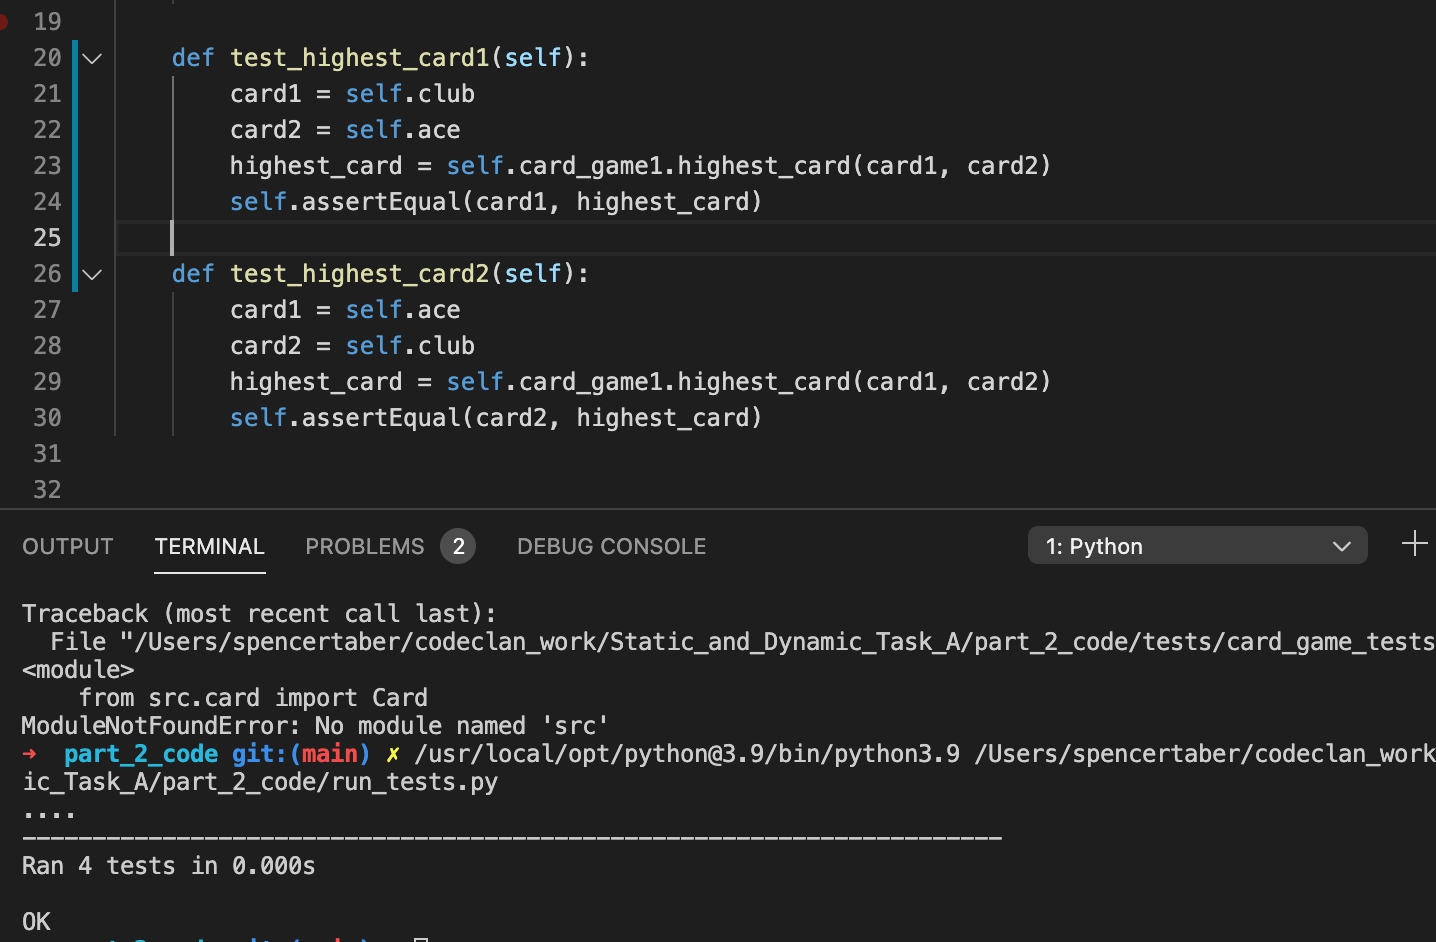 19
20 def test_highest_card1(self):
21 card1 = self.club
22 card2 = self.ace
23 highest_card = self.card_game1.highest_card(card1, card2)
24 self.assertEqual(card1, highest_card)
25
26 def test_highest_card2(self):
27 card1 = self.ace
28 card2 = self.club
29 highest_card = self.card_game1.highest_card(card1, card2)
30 self.assertEqual(card2, highest_card)
31
32
OUTPUT TERMINAL PROBLEMS 2 DEBUG CONSOLE 1: Python
Traceback (most recent call last):
File "/Users/spencertaber/codeclan_work/Static_and_Dynamic_Task_A/part_2_code/tests/card_game_tests
<module>
from src.card import Card
ModuleNotFoundError: No module named 'src'
➜ part_2_code git:(main) ✗ /usr/local/opt/python@3.9/bin/python3.9 /Users/spencertaber/codeclan_work
ic_Task_A/part_2_code/run_tests.py
....
----------------------------------------------------------------------
Ran 4 tests in 0.000s
OK